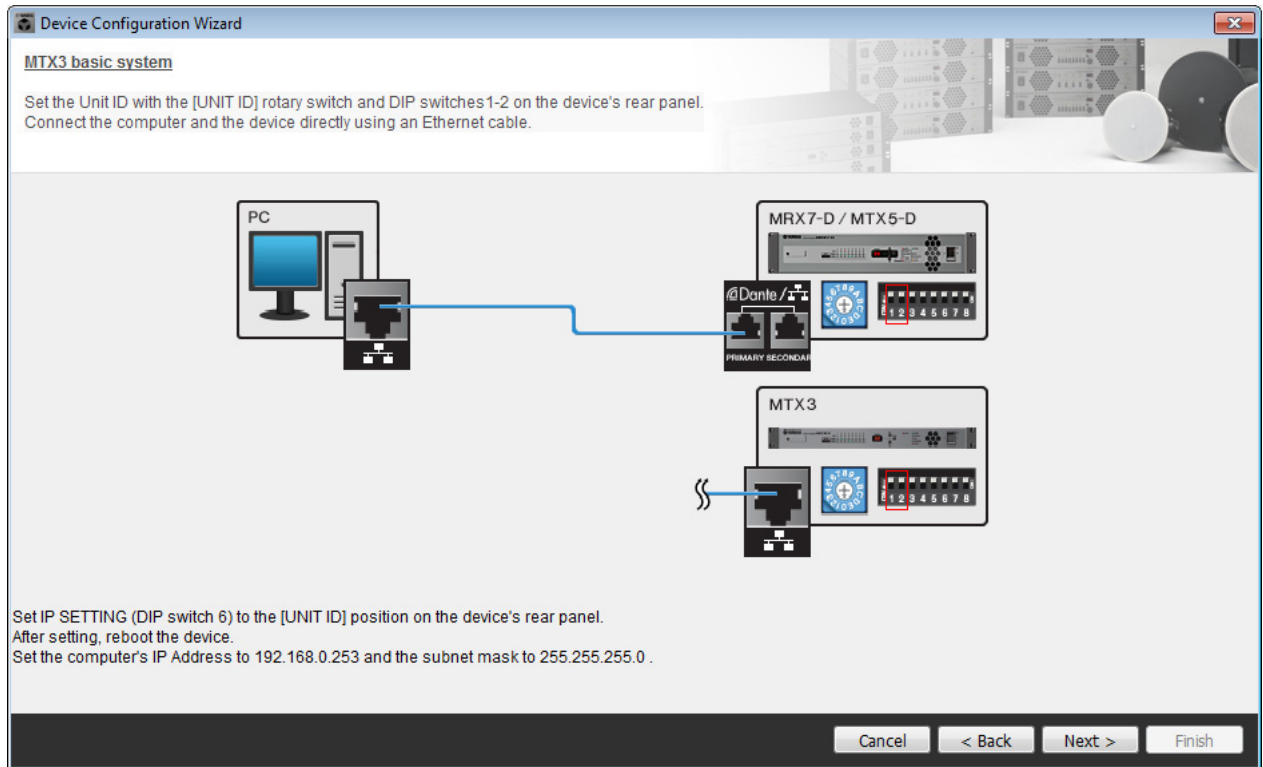 Device Configuration Wizard
MTX3 basic system
Set the Unit ID with the [UNIT ID] rotary switch and DIP switches1-2 on the device's rear panel.
Connect the computer and the device directly using an Ethernet cable.
PC
MRX7-D / MTX5-D
Dante /
1 2 3 4 5 6 7 8
PRIMARY SECONDAR
MTX3
1 2 3 4 5 6 7 8
Set IP SETTING (DIP switch 6) to the [UNIT ID] position on the device's rear panel.
After setting, reboot the device.
Set the computer's IP Address to 192.168.0.253 and the subnet mask to 255.255.255.0 .
Cancel
< Back
Next >
Finish